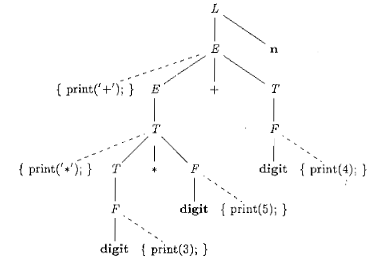 L
E n
{ print('+'); } E + T
T F
{ print('*'); } T * F digit { print(4); }
F digit { print(5); }
digit { print(3); }